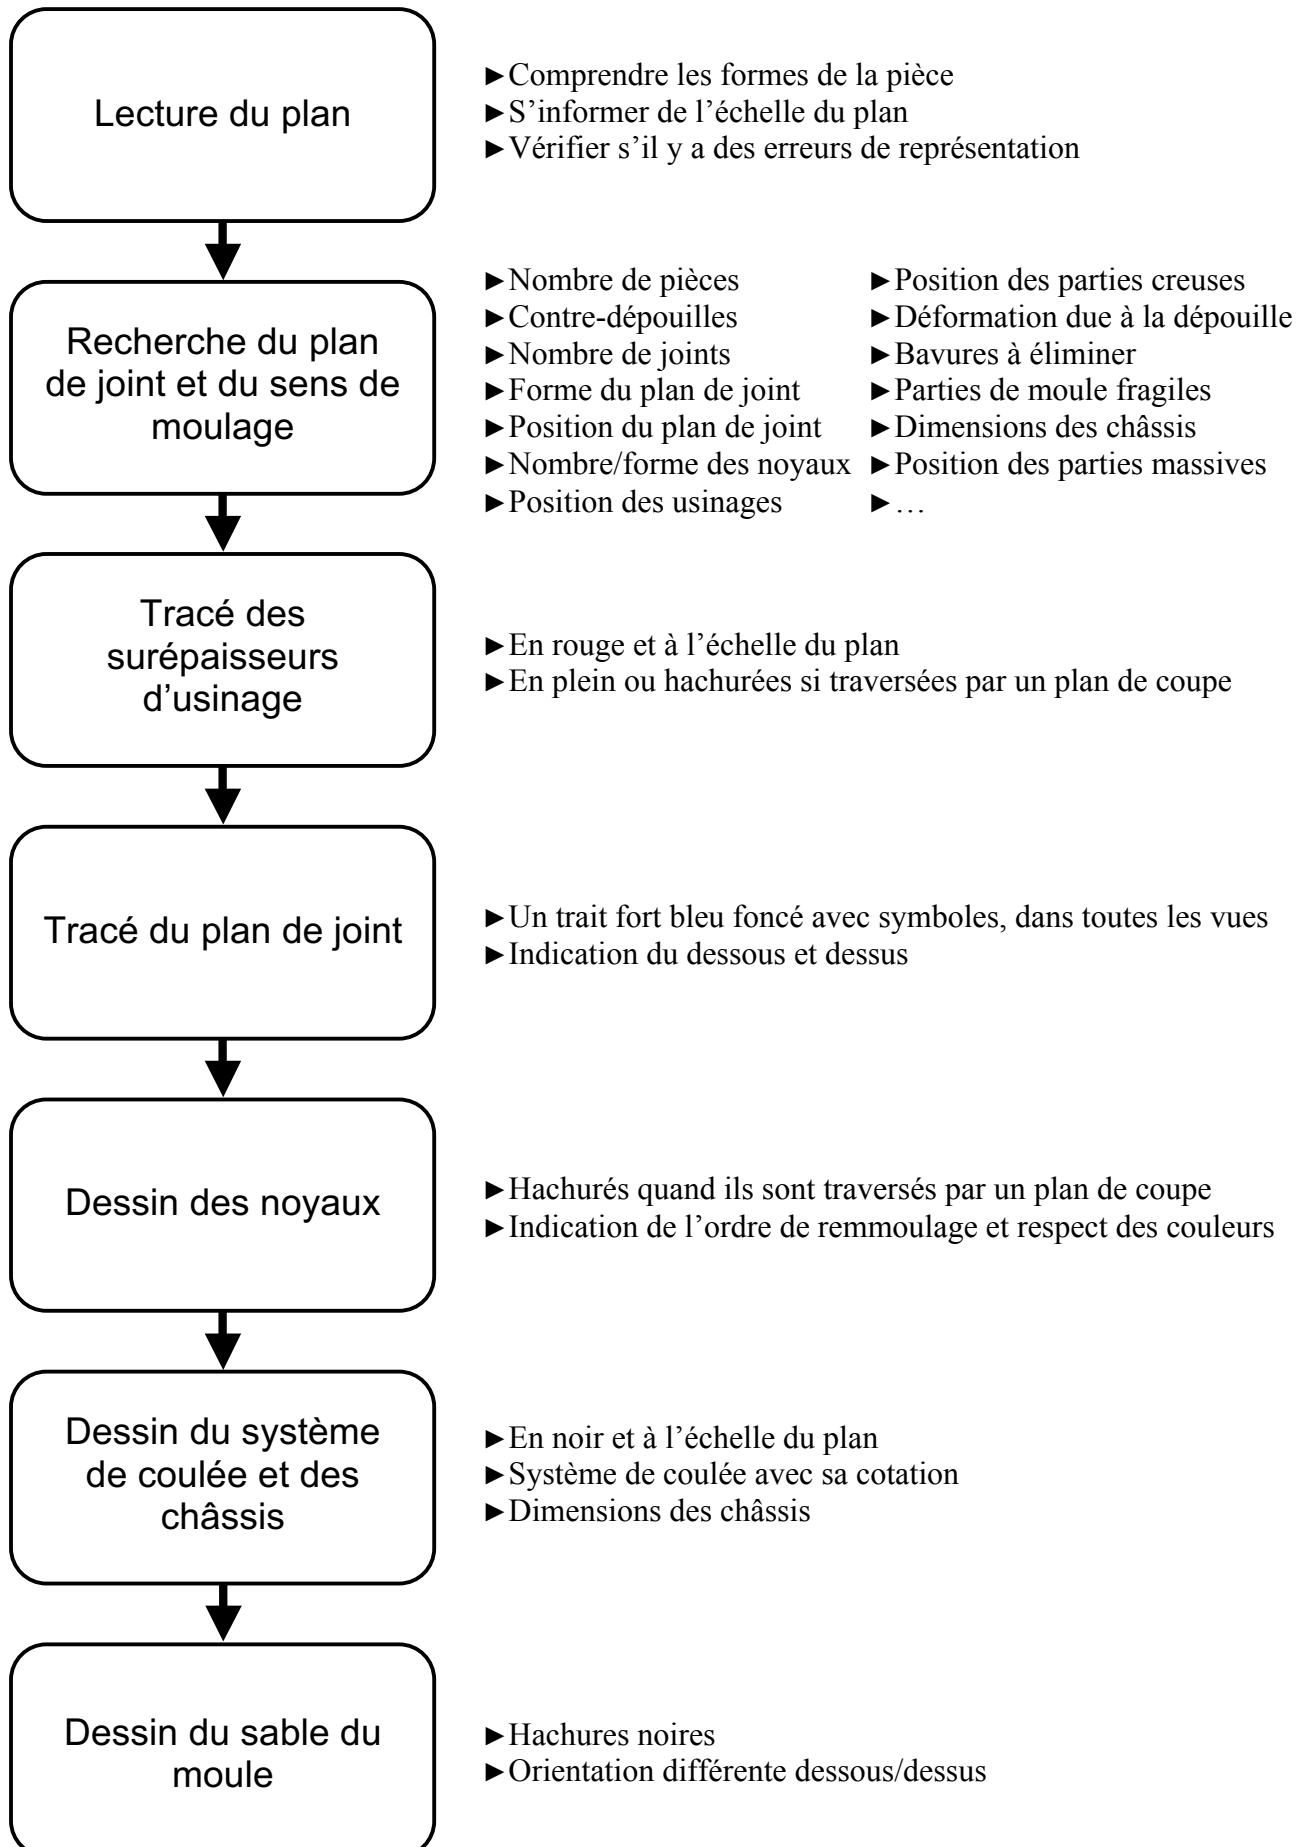 Lecture du plan
►Comprendre les formes de la pièce
►S’informer de l’échelle du plan
►Vérifier s’il y a des erreurs de représentation
Recherche du plan
de joint et du sens de
moulage
►Nombre de pièces
►Contre-dépouilles
►Nombre de joints
►Forme du plan de joint
►Position du plan de joint
►Nombre/forme des noyaux
►Position des usinages
►Position des parties creuses
►Déformation due à la dépouille
►Bavures à éliminer
►Parties de moule fragiles
►Dimensions des châssis
►Position des parties massives
►…
Tracé des
surépaisseurs
d’usinage
►En rouge et à l’échelle du plan
►En plein ou hachurées si traversées par un plan de coupe
Tracé du plan de joint
►Un trait fort bleu foncé avec symboles, dans toutes les vues
►Indication du dessous et dessus
Dessin des noyaux
►Hachurés quand ils sont traversés par un plan de coupe
►Indication de l’ordre de remmoulage et respect des couleurs
Dessin du système
de coulée et des
châssis
►En noir et à l’échelle du plan
►Système de coulée avec sa cotation
►Dimensions des châssis
Dessin du sable du
moule
►Hachures noires
►Orientation différente dessous/dessus